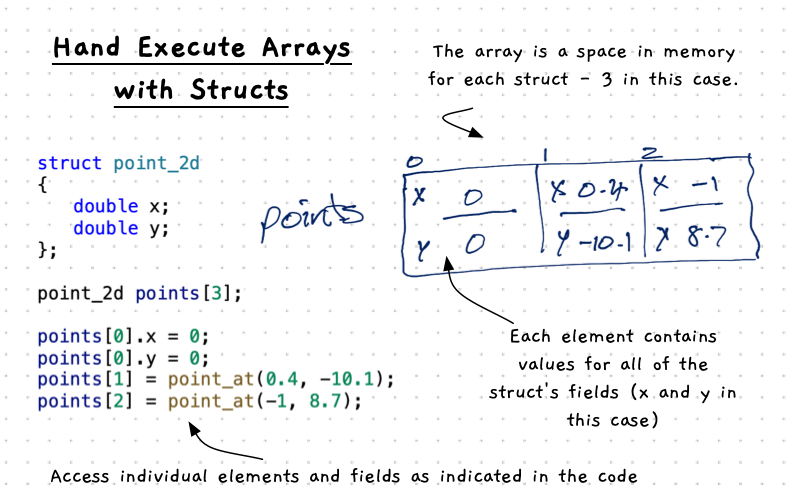 Hand Execute Arrays
with Structs
The array is a space in memory
for each struct - 3 in this case.
struct point_2d
{
double x;
double y;
};
point_2d points[3];
points[0].x = 0;
points[0].y = 0;
points[1] = point_at(0.4, -10.1);
points[2] = point_at(-1, 8.7);
points
0 1 2
x 0 x 0.4 x -1
y 0 y -10.1 y 8.7
Each element contains
values for all of the
struct's fields (x and y in
this case)
Access individual elements and fields as indicated in the code